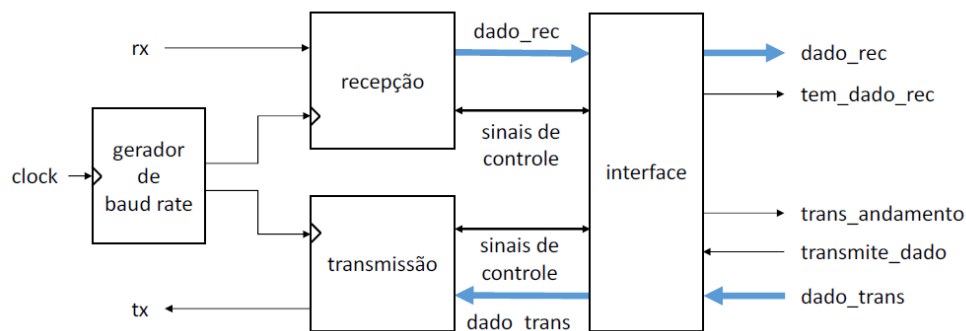 rx
dado_rec
dado_rec
recepção
tem_dado_rec
sinais de
controle
gerador
de
baud rate
clock
interface
trans_andamento
sinais de
controle
transmissão
transmite_dado
tx
dado_trans
dado_trans